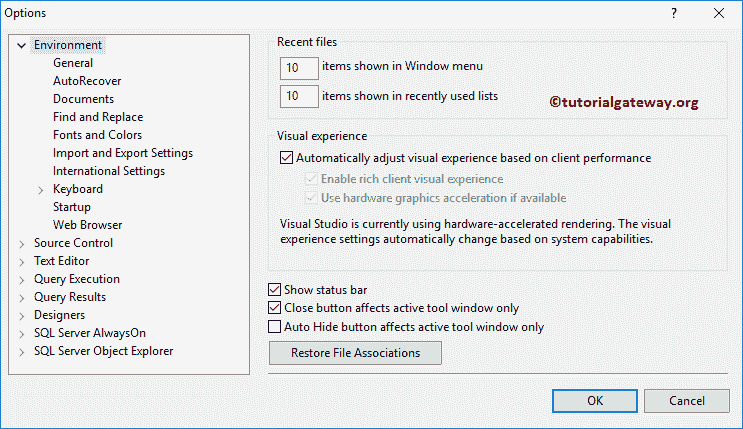 Options
?
Environment
General
AutoRecover
Documents
Find and Replace
Fonts and Colors
Import and Export Settings
International Settings
Keyboard
Startup
Web Browser
Source Control
Text Editor
Query Execution
Query Results
Designers
SQL Server AlwaysOn
SQL Server Object Explorer
Recent files
10 items shown in Window menu
10 items shown in recently used lists
©tutorialgateway.org
Visual experience
Automatically adjust visual experience based on client performance
Enable rich client visual experience
Use hardware graphics acceleration if available
Visual Studio is currently using hardware-accelerated rendering. The visual
experience settings automatically change based on system capabilities.
Show status bar
Close button affects active tool window only
Auto Hide button affects active tool window only
Restore File Associations
OK
Cancel